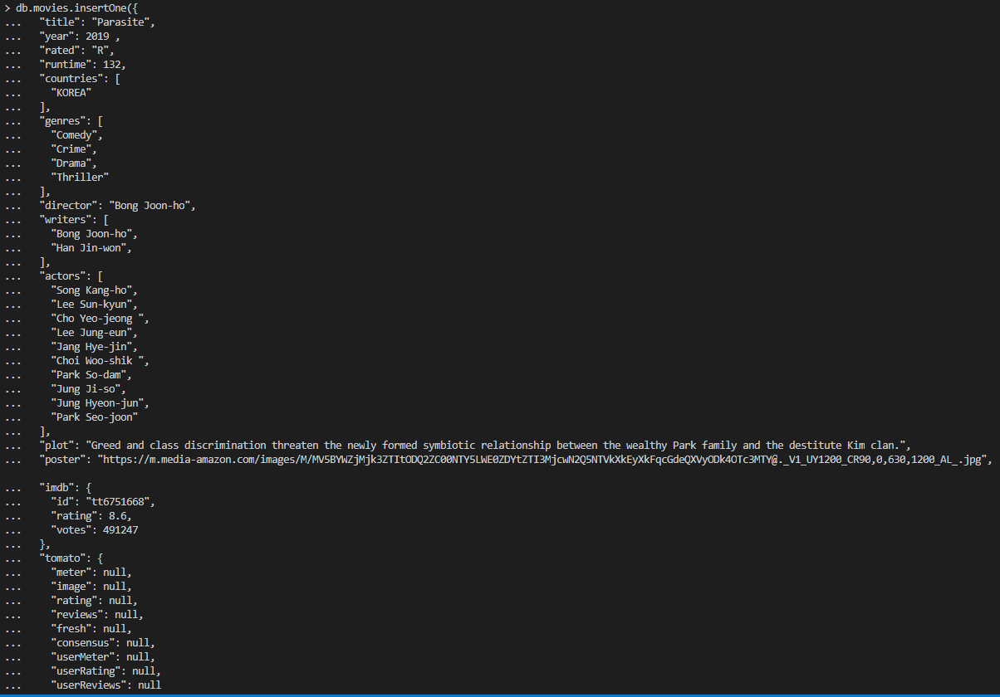 > db.movies.insertOne({
...   "title": "Parasite",
...   "year": 2019 ,
...   "rated": "R",
...   "runtime": 132,
...   "countries": [
...     "KOREA"
...   ],
...   "genres": [
...     "Comedy",
...     "Crime",
...     "Drama",
...     "Thriller"
...   ],
...   "director": "Bong Joon-ho",
...   "writers": [
...     "Bong Joon-ho",
...     "Han Jin-won",
...   ],
...   "actors": [
...     "Song Kang-ho",
...     "Lee Sun-kyun",
...     "Cho Yeo-jeong ",
...     "Lee Jung-eun",
...     "Jang Hye-jin",
...     "Choi Woo-shik ",
...     "Park So-dam",
...     "Jung Ji-so",
...     "Jung Hyeon-jun",
...     "Park Seo-joon"
...   ],
...   "plot": "Greed and class discrimination threaten the newly formed symbiotic relationship between the wealthy Park family and the destitute Kim clan.",
...   "poster": "https://m.media-amazon.com/images/M/MV5BYWZjMjk3ZTItODQ2ZC00NTY5LWE0ZDYtZTI3MjcwN2Q5NTVkXkEyXkFqcGdeQXVyODk4OTc3MTY@._V1_UY1200_CR90,0,630,1200_AL_.jpg",
...   "imdb": {
...     "id": "tt6751668",
...     "rating": 8.6,
...     "votes": 491247
...   },
...   "tomato": {
...     "meter": null,
...     "image": null,
...     "rating": null,
...     "reviews": null,
...     "fresh": null,
...     "consensus": null,
...     "userMeter": null,
...     "userRating": null,
...     "userReviews": null